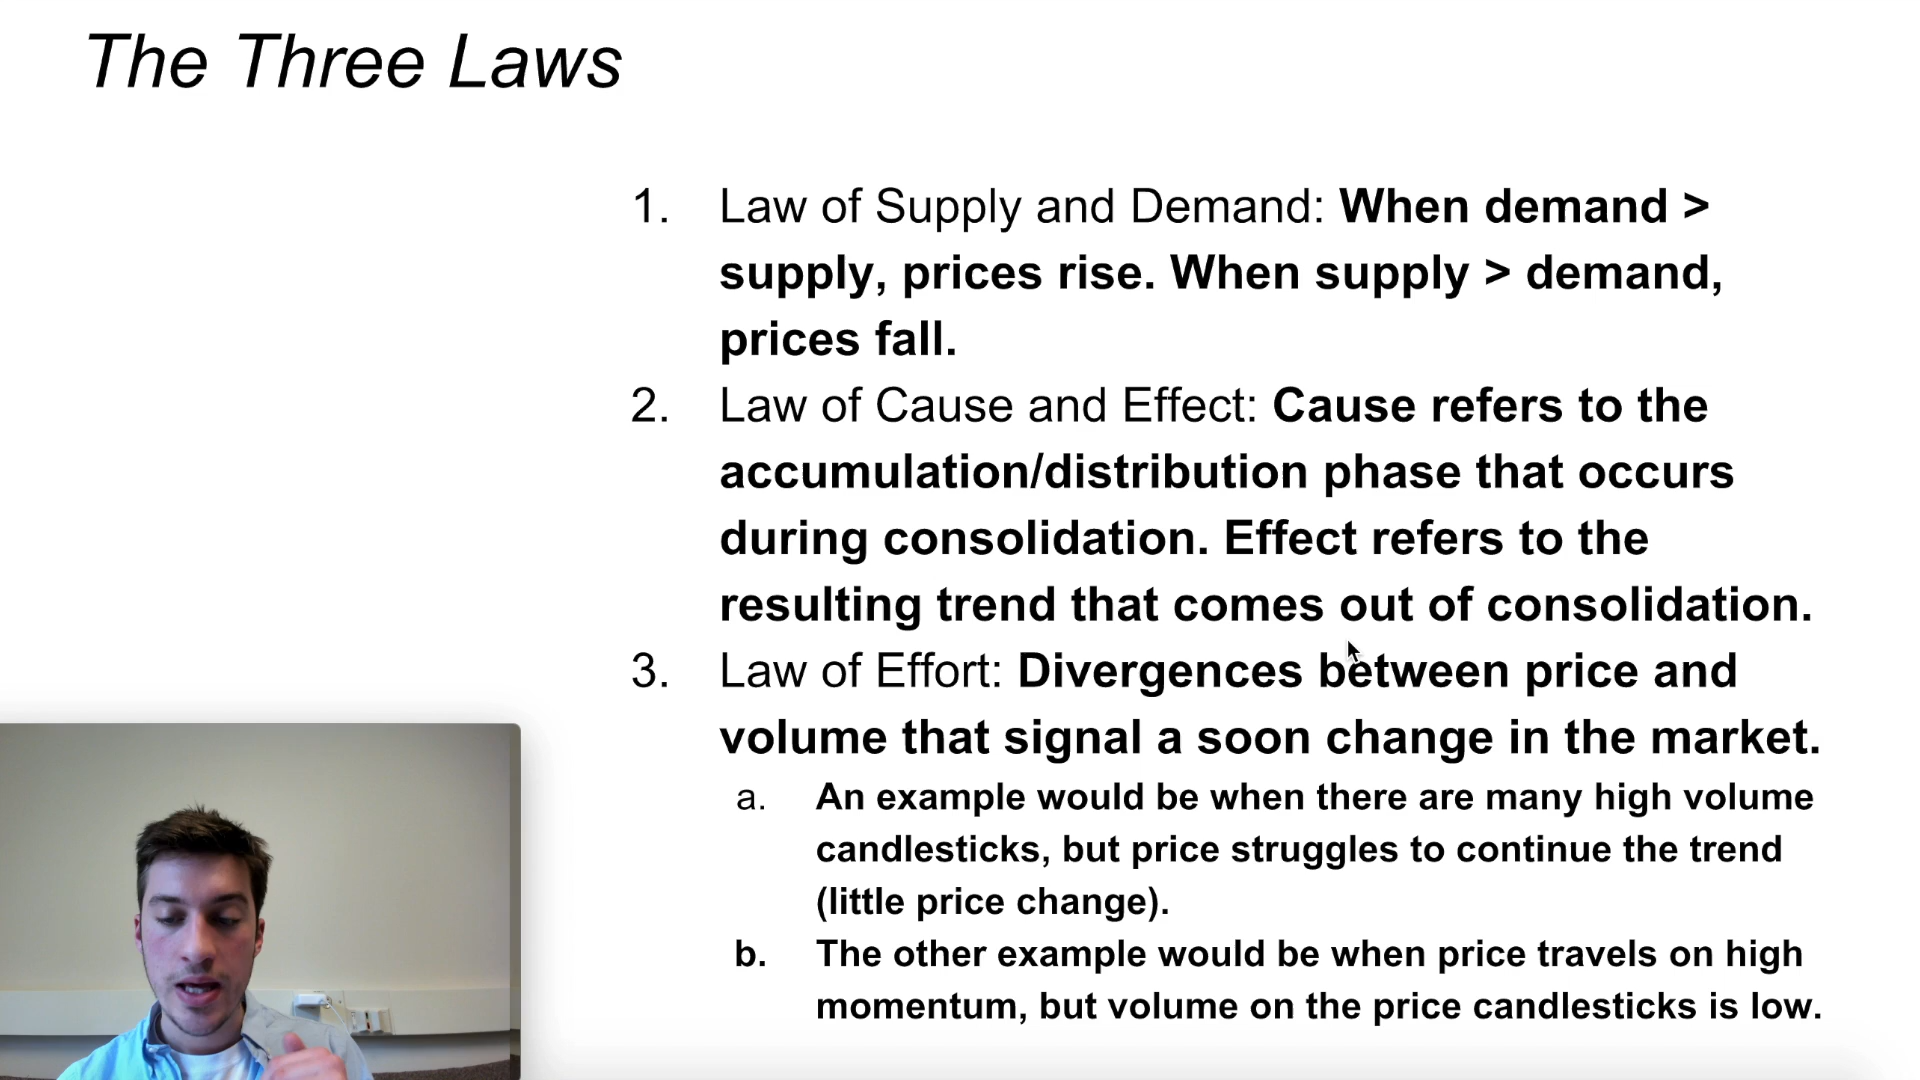 The Three Laws
1. Law of Supply and Demand: When demand >
supply, prices rise. When supply > demand,
prices fall.
2. Law of Cause and Effect: Cause refers to the
accumulation/distribution phase that occurs
during consolidation. Effect refers to the
resulting trend that comes out of consolidation.
3. Law of Effort: Divergences between price and
volume that signal a soon change in the market.
a. An example would be when there are many high volume
candlesticks, but price struggles to continue the trend
(little price change).
b. The other example would be when price travels on high
momentum, but volume on the price candlesticks is low.